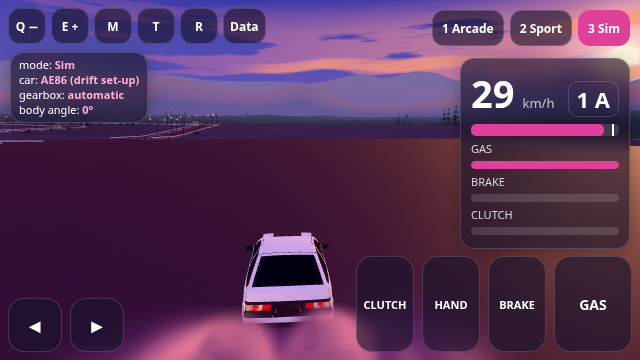 Q − E + M T R Data
1 Arcade 2 Sport 3 Sim
mode: Sim
car: AE86 (drift set-up)
gearbox: automatic
body angle: 0°
29 km/h 1 A
GAS
BRAKE
CLUTCH
◀ ▶ CLUTCH HAND BRAKE GAS